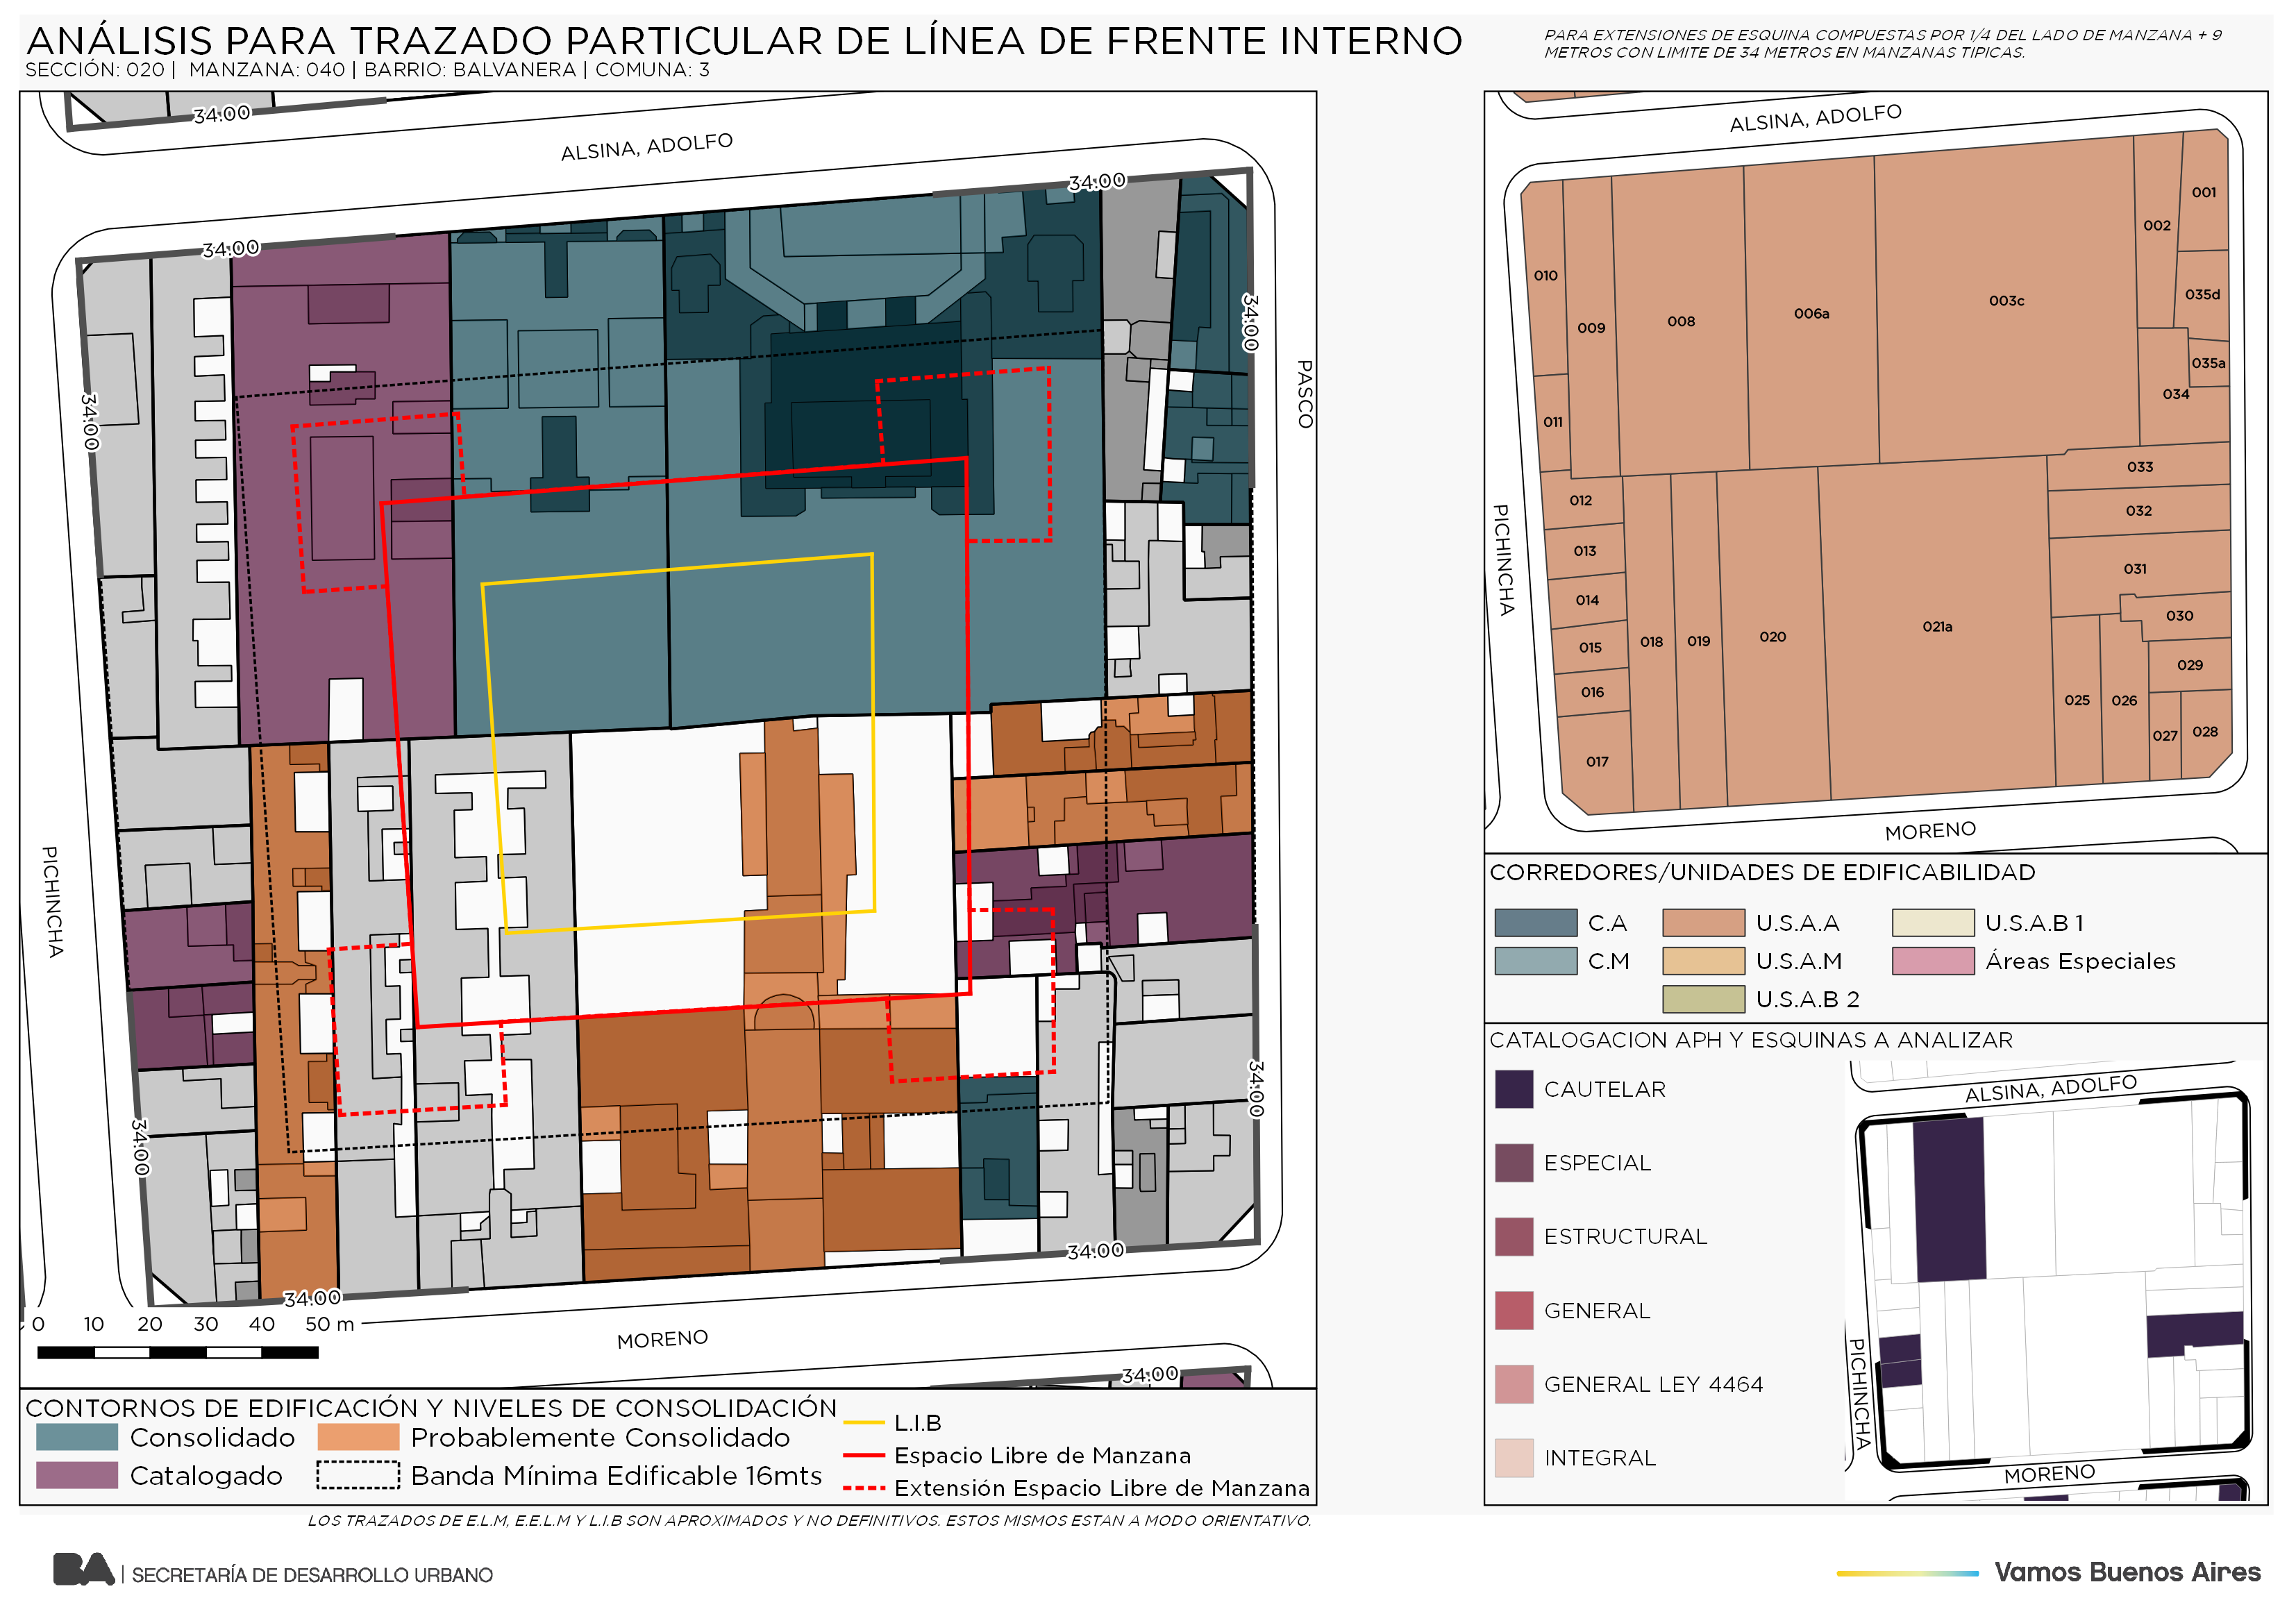 ANÁLISIS PARA TRAZADO PARTICULAR DE LÍNEA DE FRENTE INTERNO
SECCIÓN: 020 | MANZANA: 040 | BARRIO: BALVANERA | COMUNA: 3
PARA EXTENSIONES DE ESQUINA COMPUESTAS POR 1/4 DEL LADO DE MANZANA + 9
METROS CON LIMITE DE 34 METROS EN MANZANAS TIPICAS.
34.00
ALSINA, ADOLFO
34.00
34.00
34.00
34.00
PASCO
PICHINCHA
34.00
34.00
34.00
34.00
MORENO
34.00
0 10 20 30 40 50 m
CONTORNOS DE EDIFICACIÓN Y NIVELES DE CONSOLIDACIÓN
Consolidado
Probablemente Consolidado
Catalogado
Banda Mínima Edificable 16mts
L.I.B
Espacio Libre de Manzana
Extensión Espacio Libre de Manzana
LOS TRAZADOS DE E.L.M, E.E.L.M Y L.I.B SON APROXIMADOS Y NO DEFINITIVOS. ESTOS MISMOS ESTAN A MODO ORIENTATIVO.
ALSINA, ADOLFO
001
002
010
035d
003c
006a
008
009
035a
034
011
033
012
032
013
031
014
030
021a
020
018
019
015
029
016
025
026
028
027
017
PICHINCHA
MORENO
CORREDORES/UNIDADES DE EDIFICABILIDAD
C.A
U.S.A.A
U.S.A.B 1
C.M
U.S.A.M
Áreas Especiales
U.S.A.B 2
CATALOGACION APH Y ESQUINAS A ANALIZAR
CAUTELAR
ESPECIAL
ESTRUCTURAL
GENERAL
GENERAL LEY 4464
INTEGRAL
ALSINA, ADOLFO
PICHINCHA
MORENO
BA | SECRETARÍA DE DESARROLLO URBANO
Vamos Buenos Aires